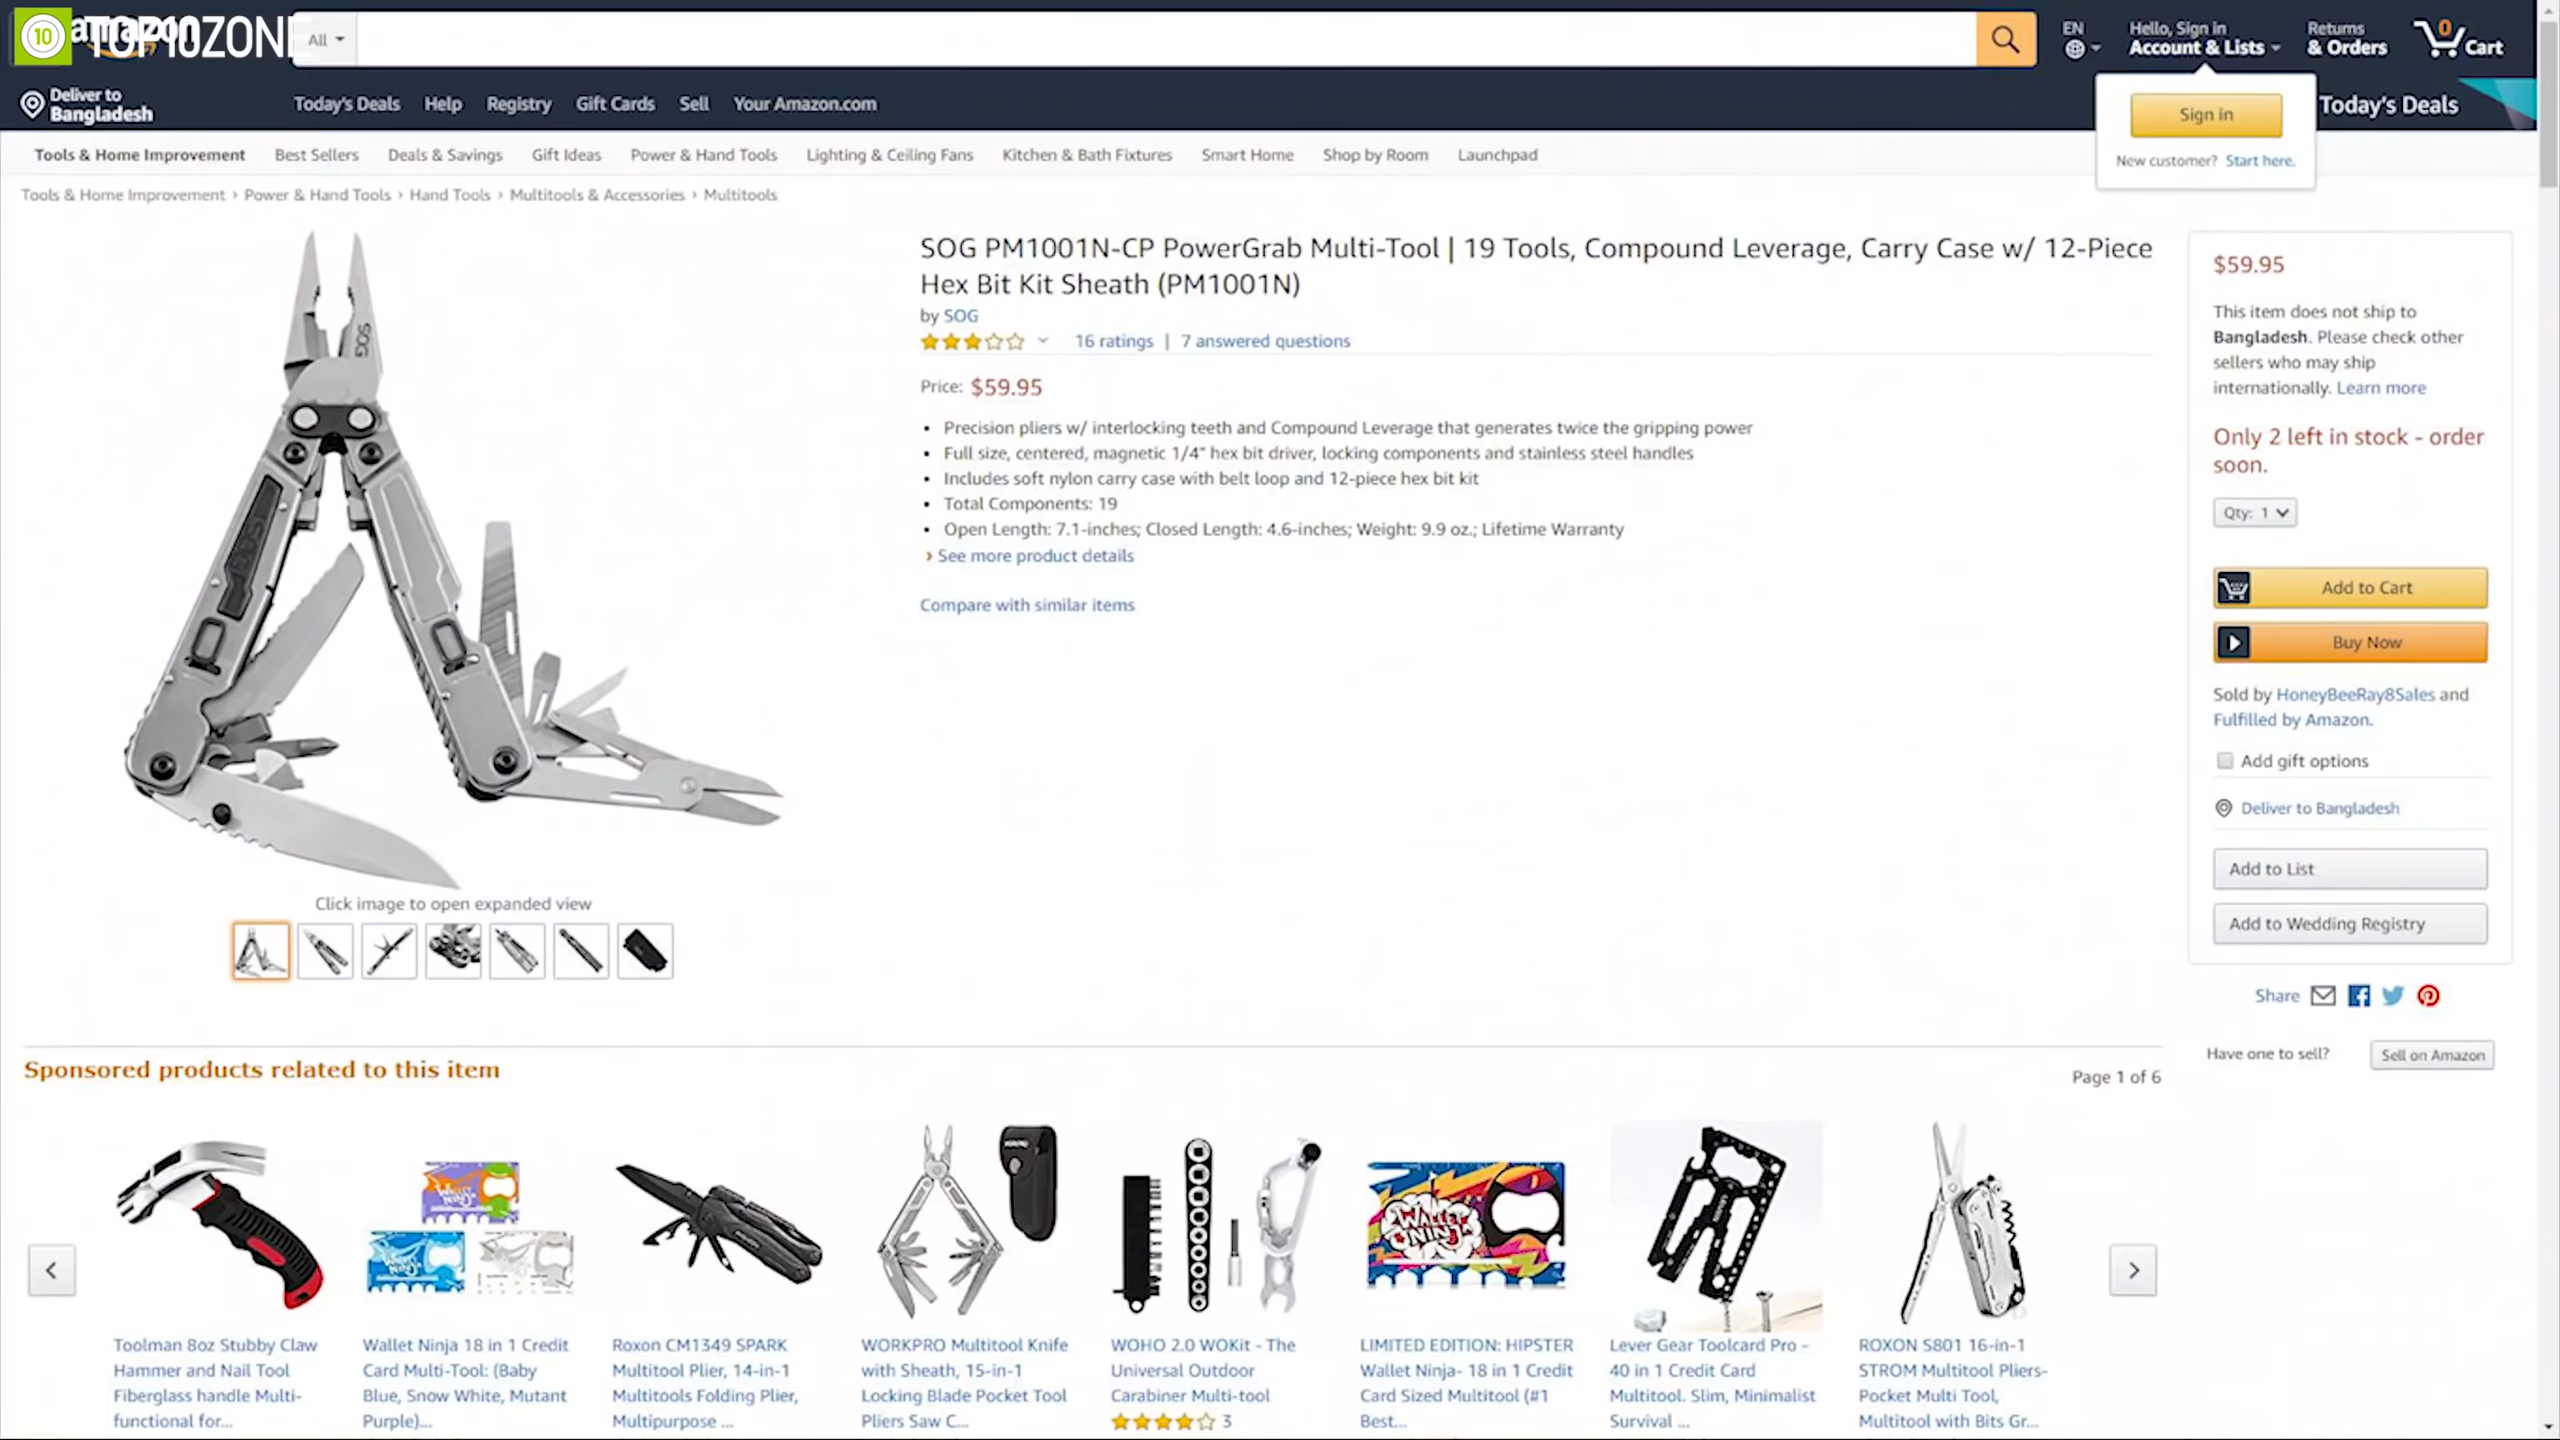 10 TOP10ZONE
amazon
All
EN
Hello, Sign in
Account & Lists
Returns
& Orders
0
Cart
Deliver to
Bangladesh
Today's Deals Help Registry Gift Cards Sell Your Amazon.com
Today's Deals
Sign in
New customer? Start here.
Tools & Home Improvement Best Sellers Deals & Savings Gift Ideas Power & Hand Tools Lighting & Ceiling Fans Kitchen & Bath Fixtures Smart Home Shop by Room Launchpad
Tools & Home Improvement › Power & Hand Tools › Hand Tools › Multitools & Accessories › Multitools
SOG
SOG
SOG PM1001N-CP PowerGrab Multi-Tool | 19 Tools, Compound Leverage, Carry Case w/ 12-Piece
Hex Bit Kit Sheath (PM1001N)
by SOG
16 ratings | 7 answered questions
Price: $59.95
• Precision pliers w/ interlocking teeth and Compound Leverage that generates twice the gripping power
• Full size, centered, magnetic 1/4" hex bit driver, locking components and stainless steel handles
• Includes soft nylon carry case with belt loop and 12-piece hex bit kit
• Total Components: 19
• Open Length: 7.1-inches; Closed Length: 4.6-inches; Weight: 9.9 oz.; Lifetime Warranty
› See more product details
Compare with similar items
Click image to open expanded view
$59.95
This item does not ship to
Bangladesh. Please check other
sellers who may ship
internationally. Learn more
Only 2 left in stock - order
soon.
Qty: 1
Add to Cart
Buy Now
Sold by HoneyBeeRay8Sales and
Fulfilled by Amazon.
Add gift options
Deliver to Bangladesh
Add to List
Add to Wedding Registry
Share
Have one to sell?
Sell on Amazon
Sponsored products related to this item
Page 1 of 6
WALLET NINJA
Toolman 8oz Stubby Claw
Hammer and Nail Tool
Fiberglass handle Multi-
functional for...
Wallet Ninja 18 in 1 Credit
Card Multi-Tool: (Baby
Blue, Snow White, Mutant
Purple)...
Roxon CM1349 SPARK
Multitool Plier, 14-in-1
Multitools Folding Plier,
Multipurpose ...
WORKPRO Multitool Knife
with Sheath, 15-in-1
Locking Blade Pocket Tool
Pliers Saw C...
WOHO 2.0 WOKit - The
Universal Outdoor
Carabiner Multi-tool
3
LIMITED EDITION: HIPSTER
Wallet Ninja- 18 in 1 Credit
Card Sized Multitool (#1
Best...
Lever Gear Toolcard Pro –
40 in 1 Credit Card
Multitool. Slim, Minimalist
Survival ...
ROXON S801 16-in-1
STROM Multitool Pliers-
Pocket Multi Tool,
Multitool with Bits Gr...